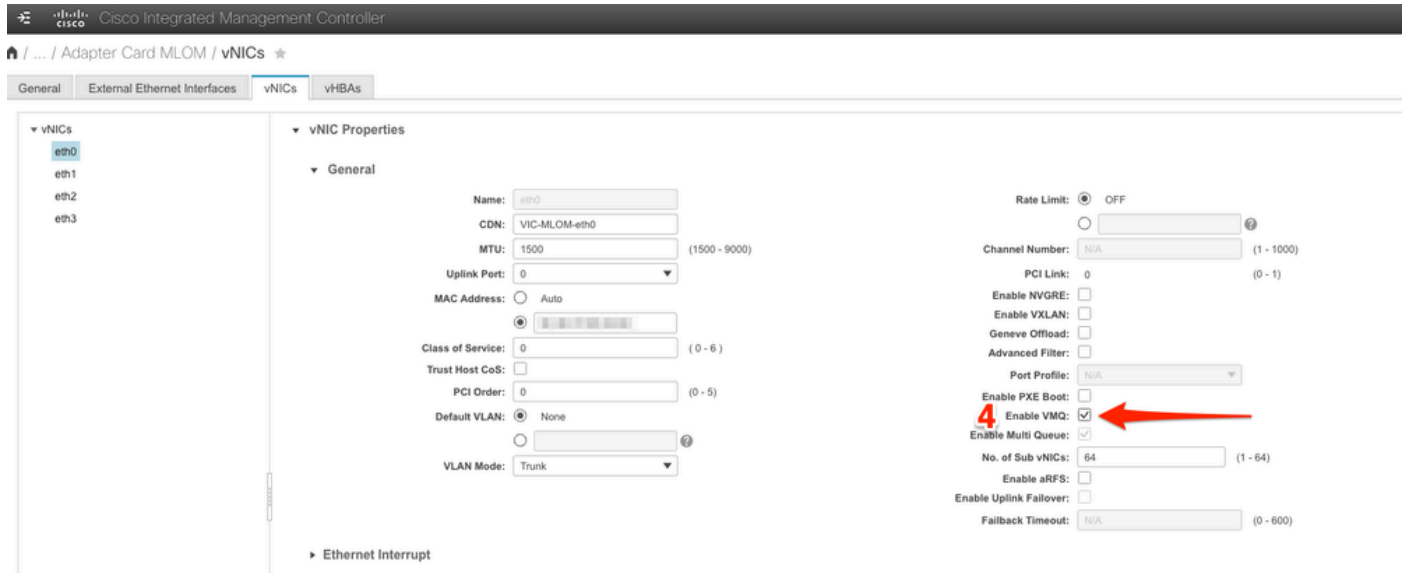 cisco Cisco Integrated Management Controller
/ ... / Adapter Card MLOM / vNICs
General External Ethernet Interfaces vNICs vHBAs
vNICs
eth0
eth1
eth2
eth3
vNIC Properties
General
Name: eth0
CDN: VIC-MLOM-eth0
MTU: 1500 (1500 - 9000)
Uplink Port: 0
MAC Address: Auto
Class of Service: 0 ( 0 - 6 )
Trust Host CoS:
PCI Order: 0 (0 - 5)
Default VLAN: None
?
VLAN Mode: Trunk
Rate Limit: OFF
?
Channel Number: N/A (1 - 1000)
PCI Link: 0 (0 - 1)
Enable NVGRE:
Enable VXLAN:
Geneve Offload:
Advanced Filter:
Port Profile: N/A
Enable PXE Boot:
4 Enable VMQ:
Enable Multi Queue:
No. of Sub vNICs: 64 (1 - 64)
Enable aRFS:
Enable Uplink Failover:
Failback Timeout: N/A (0 - 600)
Ethernet Interrupt